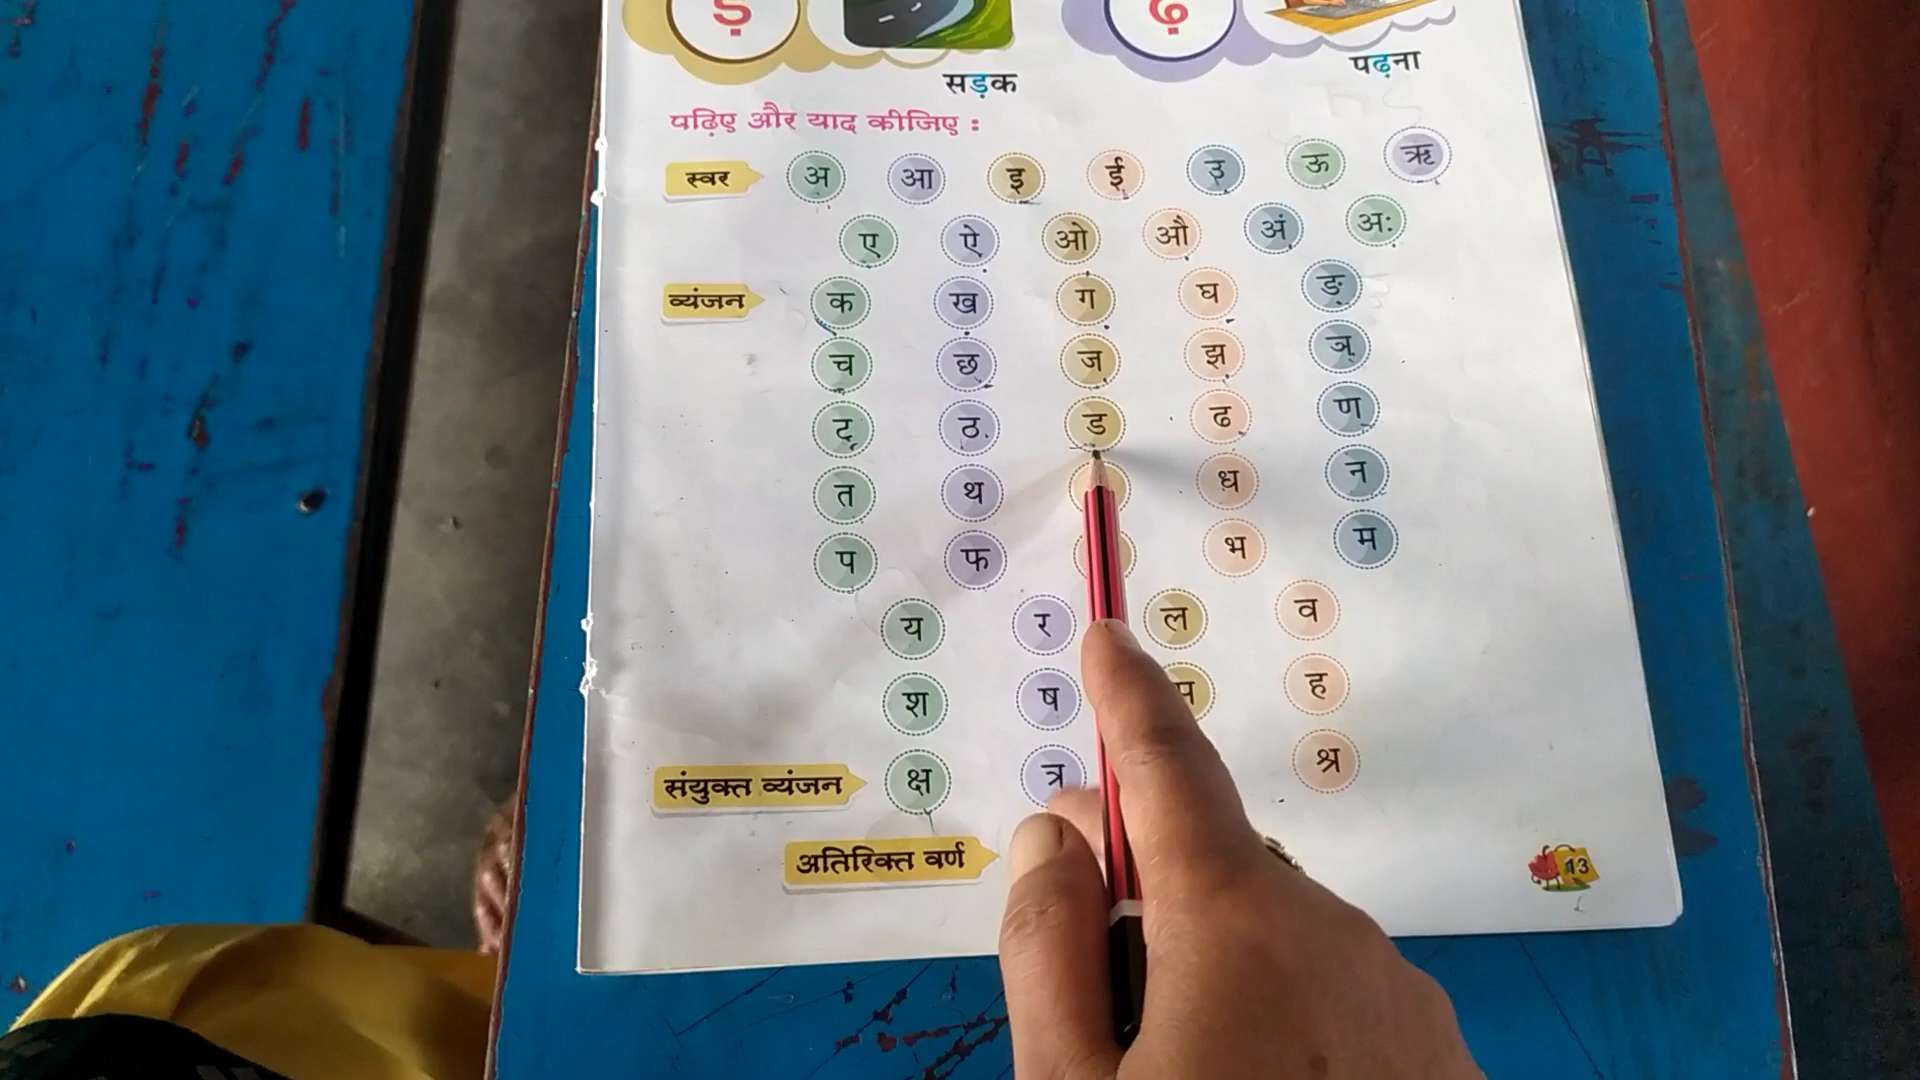 ड़ ढ़
सड़क पढ़ना
पढ़िए और याद कीजिए :
स्वर अ आ इ ई उ ऊ ऋ
ए ऐ ओ औ अं अः
व्यंजन क ख ग घ ङ
च छ ज झ ञ
ट ठ ड ढ ण
त थ ध न
प फ भ म
य र ल व
श ष ह
संयुक्त व्यंजन क्ष त्र श्र
अतिरिक्त वर्ण
13